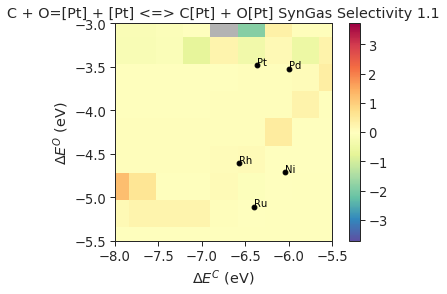 C + O=[Pt] + [Pt] <=> C[Pt] + O[Pt] SynGas Selectivity 1.1
−3.0
−3.5
−4.0
−4.5
−5.0
−5.5
ΔE^O (eV)
Pt
Pd
Rh
Ni
Ru
−8.0 −7.5 −7.0 −6.5 −6.0 −5.5
ΔE^C (eV)
3
2
1
0
−1
−2
−3